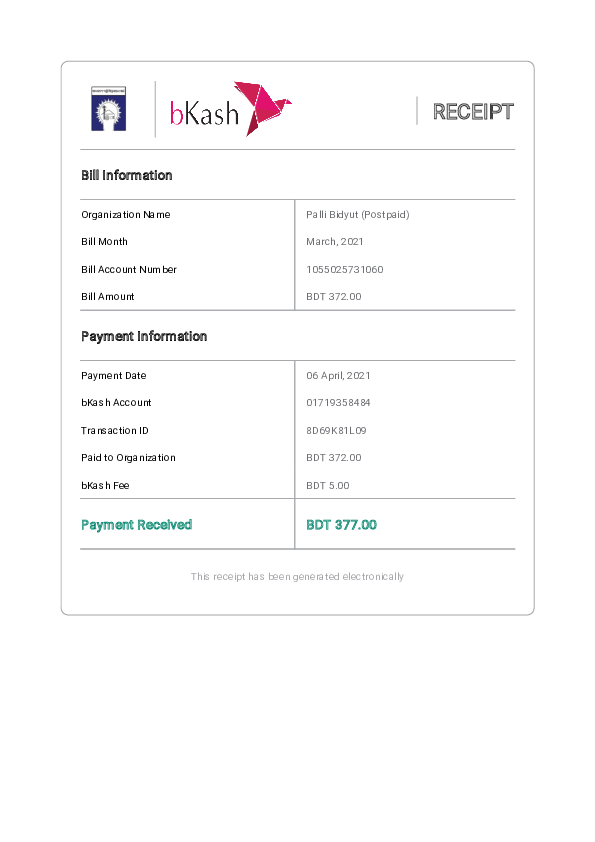 bKash
RECEIPT
Bill Information
Organization Name Palli Bidyut (Postpaid)
Bill Month March, 2021
Bill Account Number 1055025731060
Bill Amount BDT 372.00
Payment Information
Payment Date 06 April, 2021
bKash Account 01719358484
Transaction ID 8D69K81L09
Paid to Organization BDT 372.00
bKash Fee BDT 5.00
Payment Received BDT 377.00
This receipt has been generated electronically